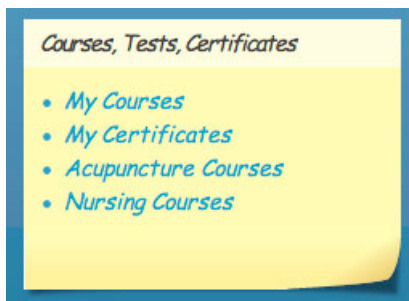 Courses, Tests, Certificates
My Courses
My Certificates
Acupuncture Courses
Nursing Courses